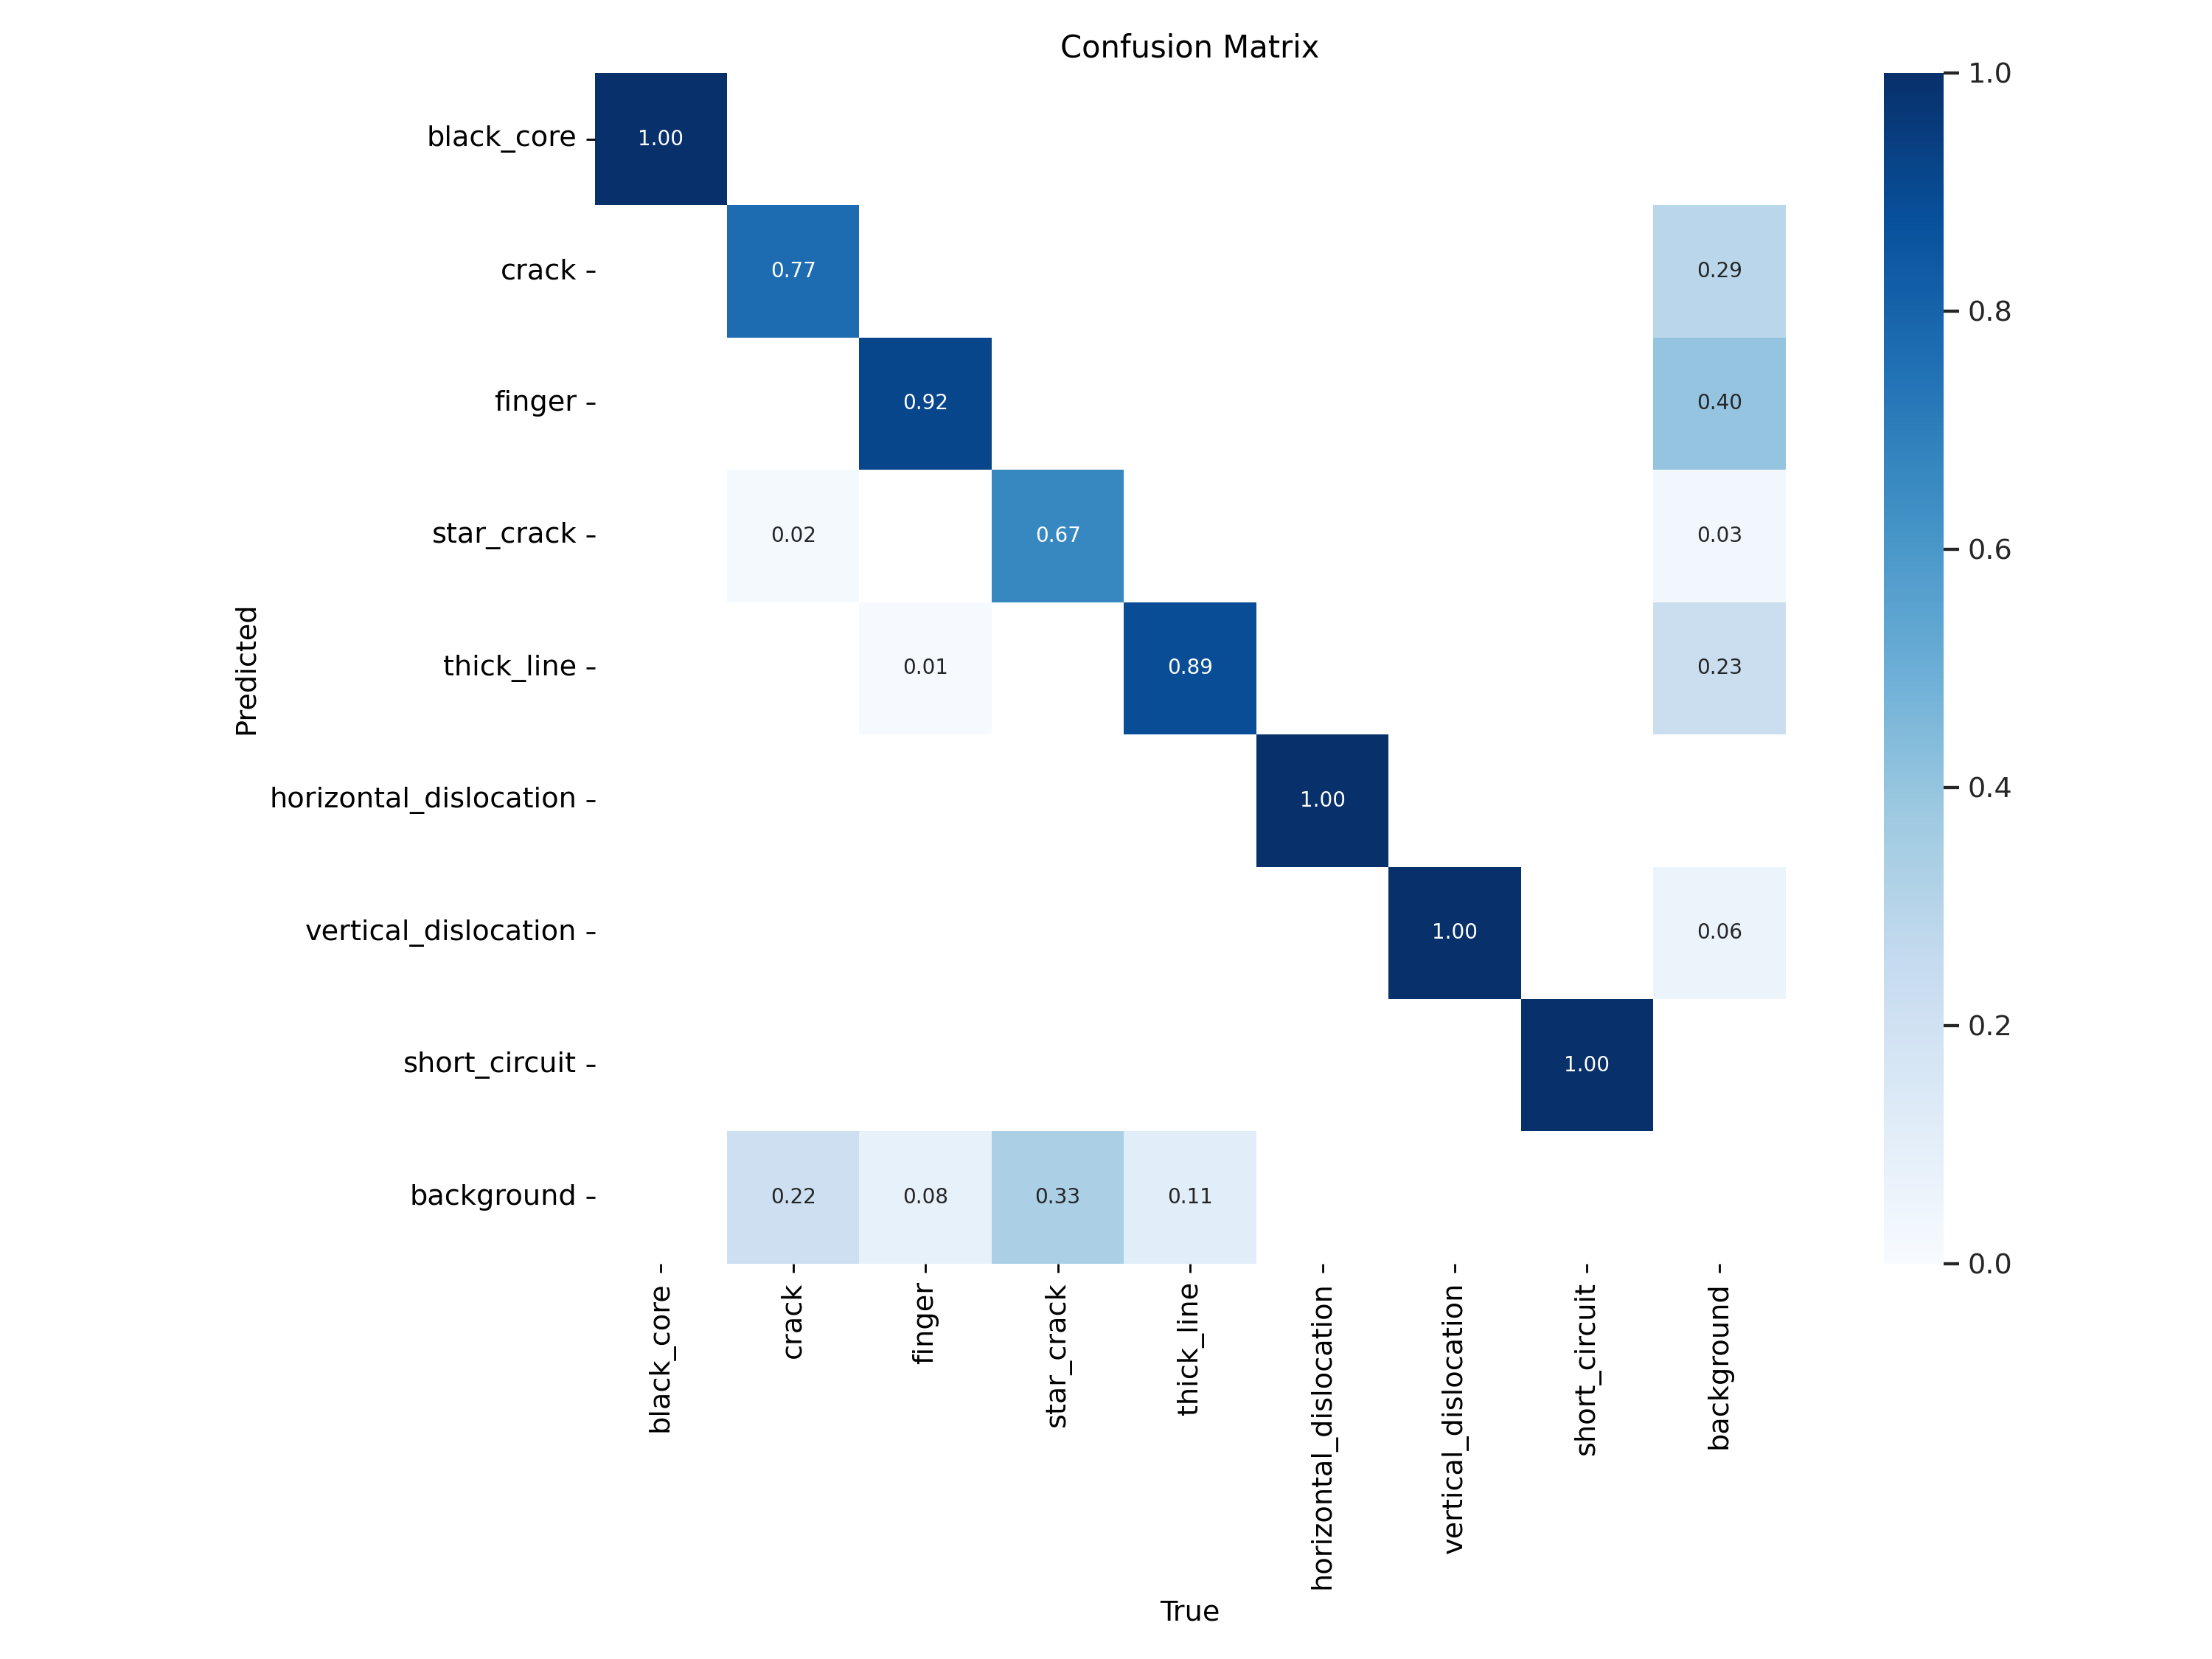 Confusion Matrix
black_core 1.00
crack 0.77 0.29
finger 0.92 0.40
star_crack 0.02 0.67 0.03
thick_line 0.01 0.89 0.23
horizontal_dislocation 1.00
vertical_dislocation 1.00 0.06
short_circuit 1.00
background 0.22 0.08 0.33 0.11
Predicted
black_core
crack
finger
star_crack
thick_line
horizontal_dislocation
vertical_dislocation
short_circuit
background
True
1.0
0.8
0.6
0.4
0.2
0.0